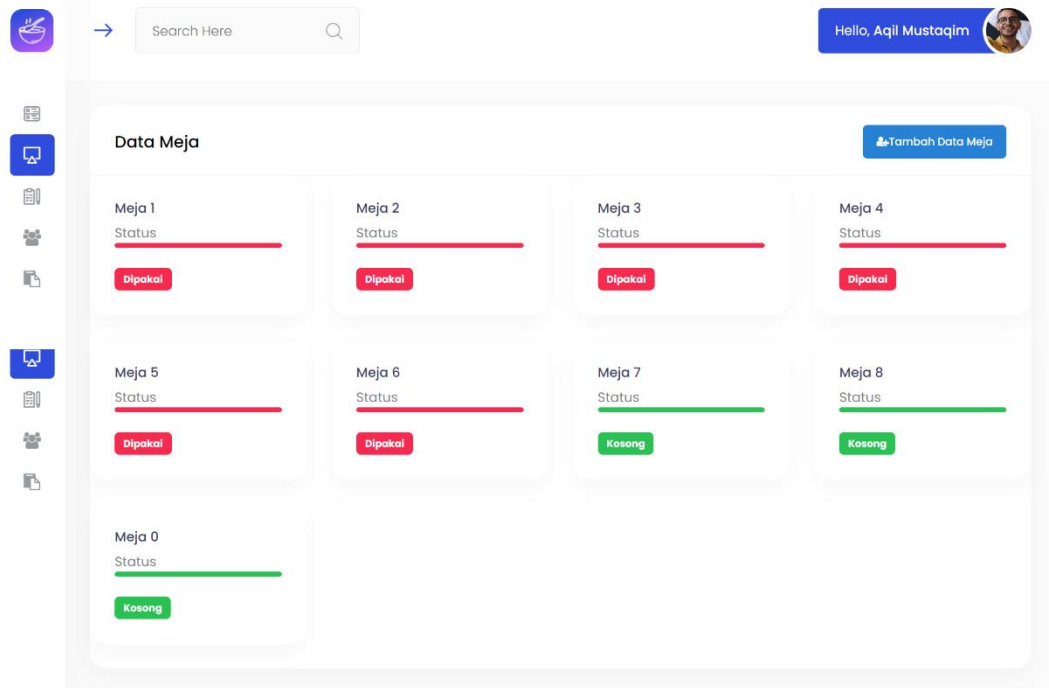 Search Here
Hello, Aqil Mustaqim
Data Meja
Tambah Data Meja
Meja 1
Status
Dipakai
Meja 2
Status
Dipakai
Meja 3
Status
Dipakai
Meja 4
Status
Dipakai
Meja 5
Status
Dipakai
Meja 6
Status
Dipakai
Meja 7
Status
Kosong
Meja 8
Status
Kosong
Meja 0
Status
Kosong